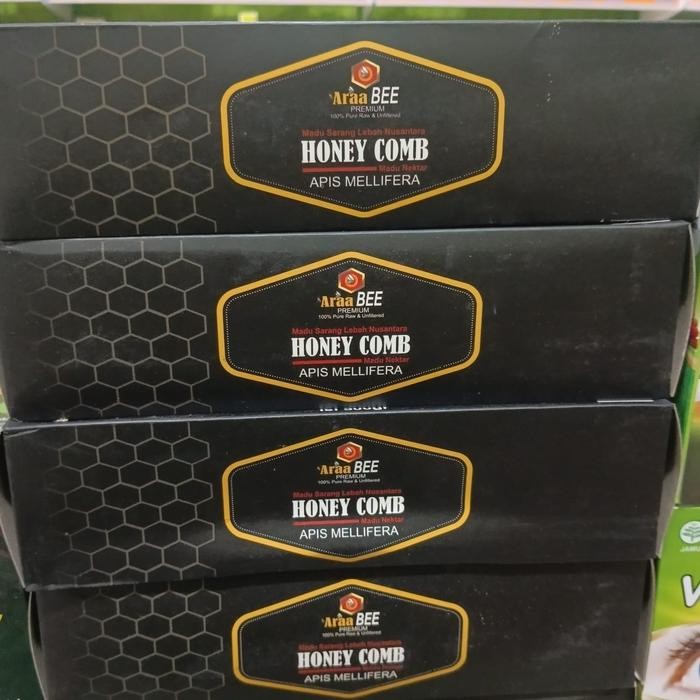 Araa BEE
PREMIUM
100% Pure Raw & Unfiltered
Madu Sarang Lebah Nusantara
HONEY COMB
Madu Nektar
APIS MELLIFERA
Araa BEE
PREMIUM
100% Pure Raw & Unfiltered
Madu Sarang Lebah Nusantara
HONEY COMB
Madu Nektar
APIS MELLIFERA
Araa BEE
PREMIUM
100% Pure Raw & Unfiltered
Madu Sarang Lebah Nusantara
HONEY COMB
Madu Nektar
APIS MELLIFERA
JAMU
Araa BEE
PREMIUM
100% Pure Raw & Unfiltered
Madu Sarang Lebah Nusantara
HONEY COMB
Madu Nektar
APIS MELLIFERA